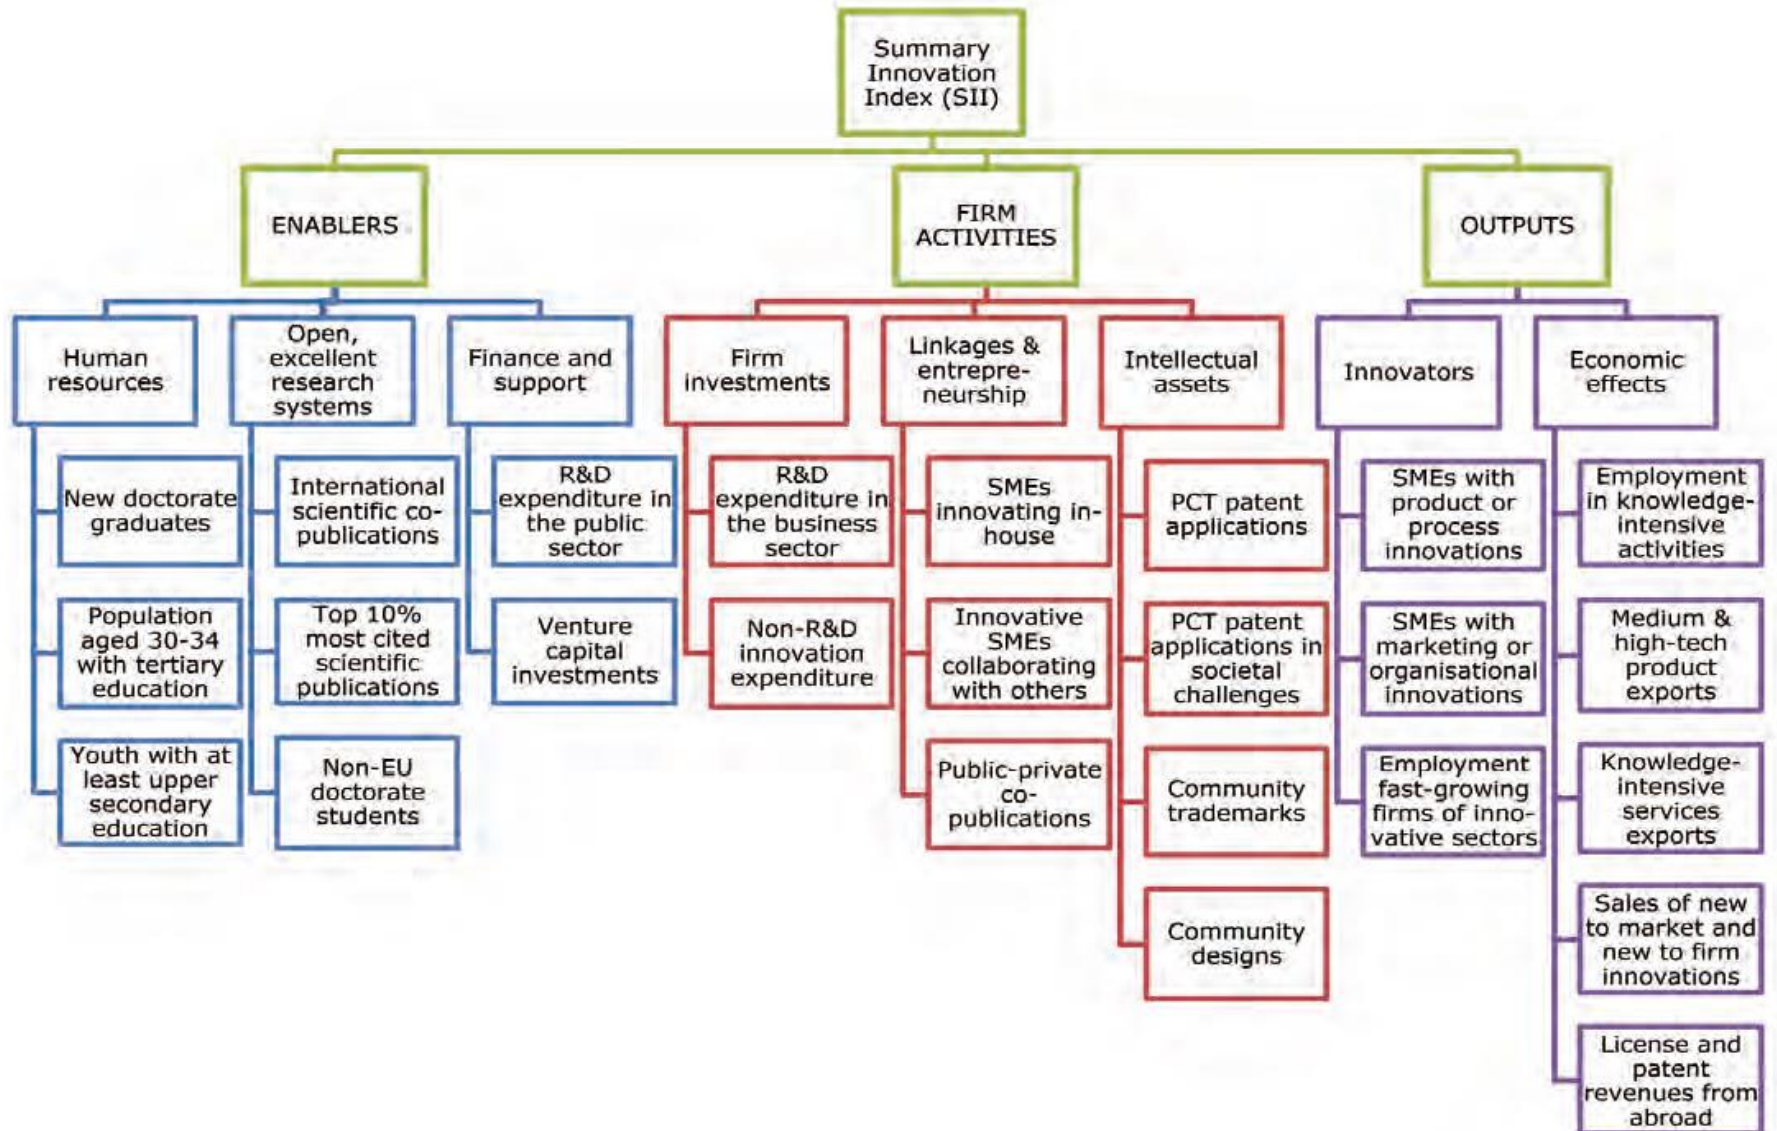 Summary
Innovation
Index (SII)
ENABLERS
FIRM
ACTIVITIES
OUTPUTS
Human
resources
Open,
excellent
research
systems
Finance and
support
Firm
investments
Linkages &
entrepre-
neurship
Intellectual
assets
Innovators
Economic
effects
New doctorate
graduates
International
scientific co-
publications
R&D
expenditure in
the public
sector
R&D
expenditure in
the business
sector
SMEs
innovating in-
house
PCT patent
applications
SMEs with
product or
process
innovations
Employment
in knowledge-
intensive
activities
Population
aged 30-34
with tertiary
education
Top 10%
most cited
scientific
publications
Venture
capital
investments
Non-R&D
innovation
expenditure
Innovative
SMEs
collaborating
with others
PCT patent
applications in
societal
challenges
SMEs with
marketing or
organisational
innovations
Medium &
high-tech
product
exports
Youth with at
least upper
secondary
education
Non-EU
doctorate
students
Public-private
co-
publications
Community
trademarks
Employment
fast-growing
firms of inno-
vative sectors
Knowledge-
intensive
services
exports
Community
designs
Sales of new
to market and
new to firm
innovations
License and
patent
revenues from
abroad